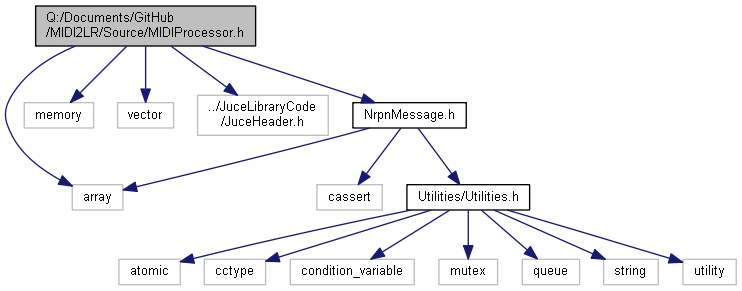 Q:/Documents/GitHub
/MIDI2LR/Source/MIDIProcessor.h
memory
vector
../JuceLibraryCode
/JuceHeader.h
NrpnMessage.h
array
cassert
Utilities/Utilities.h
atomic
cctype
condition_variable
mutex
queue
string
utility